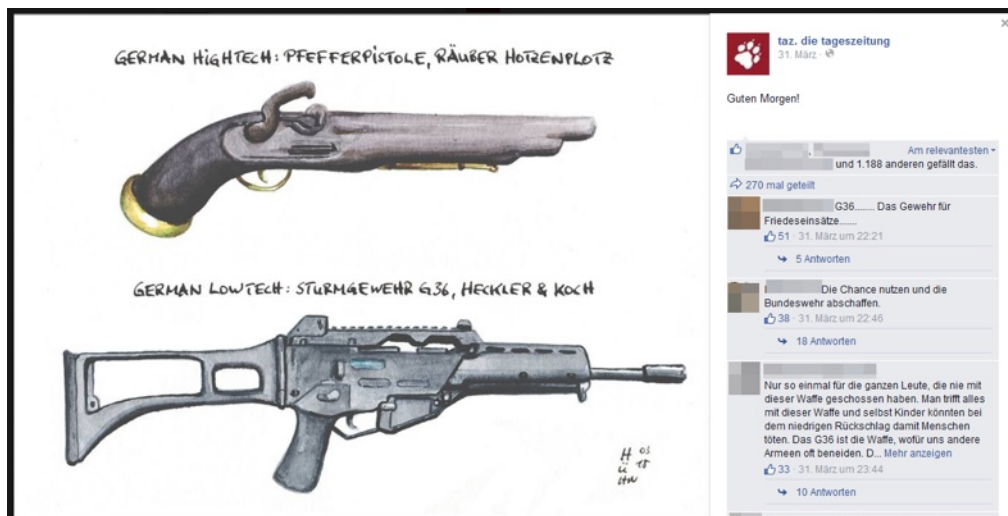 GERMAN HIGHTECH: PFEFFERPISTOLE, RÄUBER HOTZENPLOTZ
GERMAN LOWTECH: STURMGEWEHR G36, HECKLER & KOCH
HÜHN
03
15
taz. die tageszeitung
31. März ·
Guten Morgen!
Am relevantesten
und 1.188 anderen gefällt das.
270 mal geteilt
G36....... Das Gewehr für
Friedeseinsätze......
51 · 31. März um 22:21
5 Antworten
Die Chance nutzen und die
Bundeswehr abschaffen.
38 · 31. März um 22:46
18 Antworten
Nur so einmal für die ganzen Leute, die nie mit
dieser Waffe geschossen haben. Man trifft alles
mit dieser Waffe und selbst Kinder könnten bei
dem niedrigen Rückschlag damit Menschen
töten. Das G36 ist die Waffe, wofür uns andere
Armeen oft beneiden. D... Mehr anzeigen
33 · 31. März um 23:44
10 Antworten